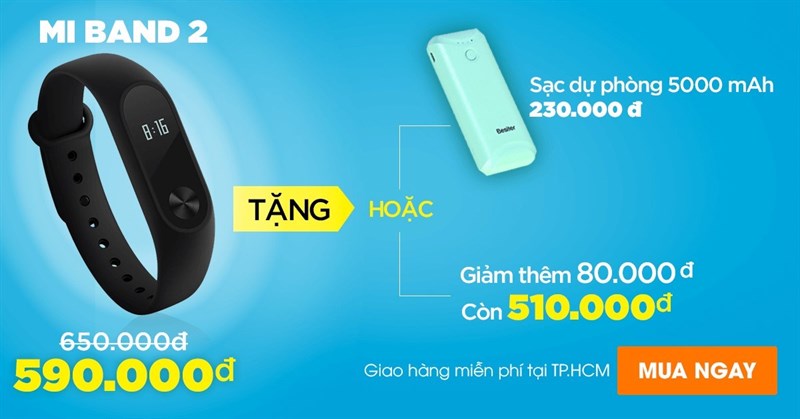 MI BAND 2
8:16
650.000đ
590.000đ
TẶNG
HOẶC
Besiter
Sạc dự phòng 5000 mAh
230.000 đ
Giảm thêm 80.000 đ
Còn 510.000đ
Giao hàng miễn phí tại TP.HCM
MUA NGAY